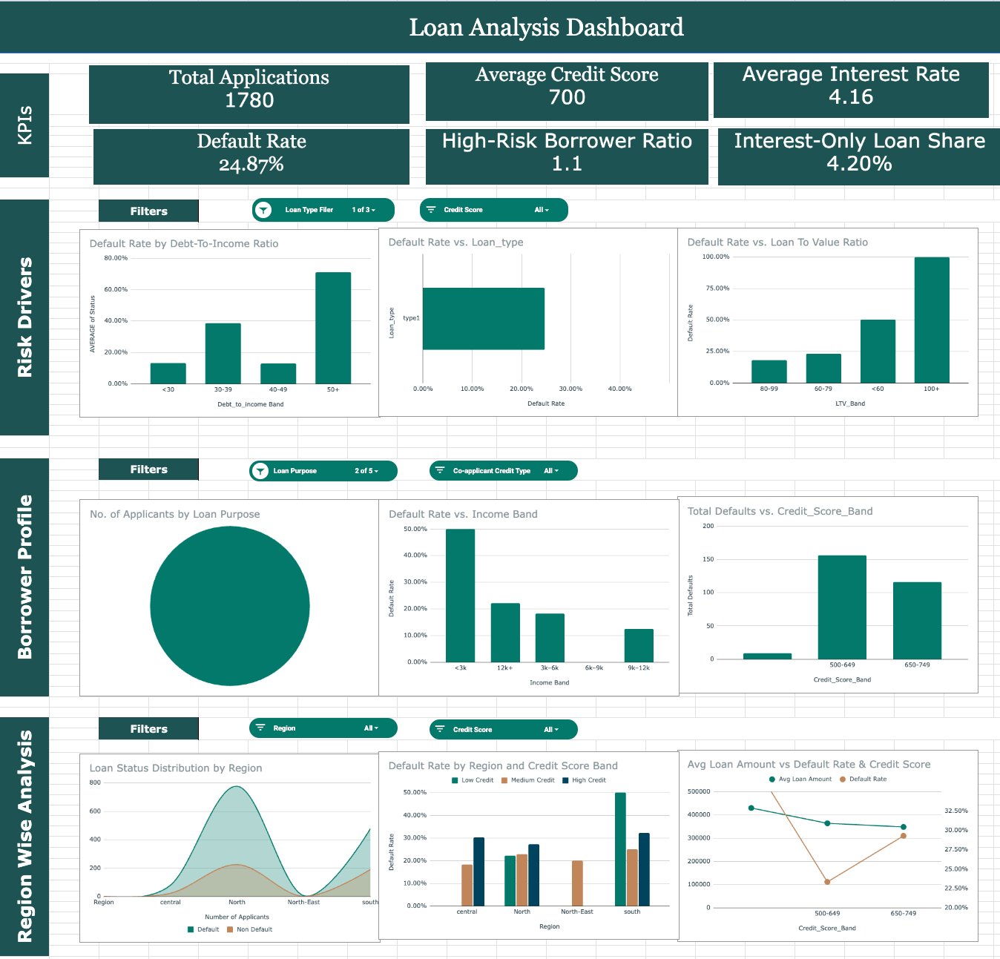 Loan Analysis Dashboard
KPIs
Total Applications
1780
Average Credit Score
700
Average Interest Rate
4.16
Default Rate
24.87%
High-Risk Borrower Ratio
1.1
Interest-Only Loan Share
4.20%
Risk Drivers
Filters
Loan Type Filer 1 of 3
Credit Score All
Default Rate by Debt-To-Income Ratio
AVERAGE of Status
80.00%
60.00%
40.00%
20.00%
0.00%
<30 30-39 40-49 50+
Debt_to_income Band
Default Rate vs. Loan_type
Loan_type
type1
0.00% 10.00% 20.00% 30.00% 40.00%
Default Rate
Default Rate vs. Loan To Value Ratio
Default Rate
100.00%
75.00%
50.00%
25.00%
0.00%
80-99 60-79 <60 100+
LTV_Band
Borrower Profile
Filters
Loan Purpose 2 of 5
Co-applicant Credit Type All
No. of Applicants by Loan Purpose
Default Rate vs. Income Band
Default Rate
50.00%
40.00%
30.00%
20.00%
10.00%
0.00%
<3k 12k+ 3k–6k 6k–9k 9k–12k
Income Band
Total Defaults vs. Credit_Score_Band
Total Defaults
200
150
100
50
0
500-649 650-749
Credit_Score_Band
Region Wise Analysis
Filters
Region All
Credit Score All
Loan Status Distribution by Region
800
600
400
200
0
Region central North North-East south
Number of Applicants
Default Non Default
Default Rate by Region and Credit Score Band
Low Credit Medium Credit High Credit
Default Rate
50.00%
40.00%
30.00%
20.00%
10.00%
0.00%
central North North-East south
Region
Avg Loan Amount vs Default Rate & Credit Score
Avg Loan Amount Default Rate
500000
400000
300000
200000
100000
0
32.50%
30.00%
27.50%
25.00%
22.50%
20.00%
500-649 650-749
Credit_Score_Band